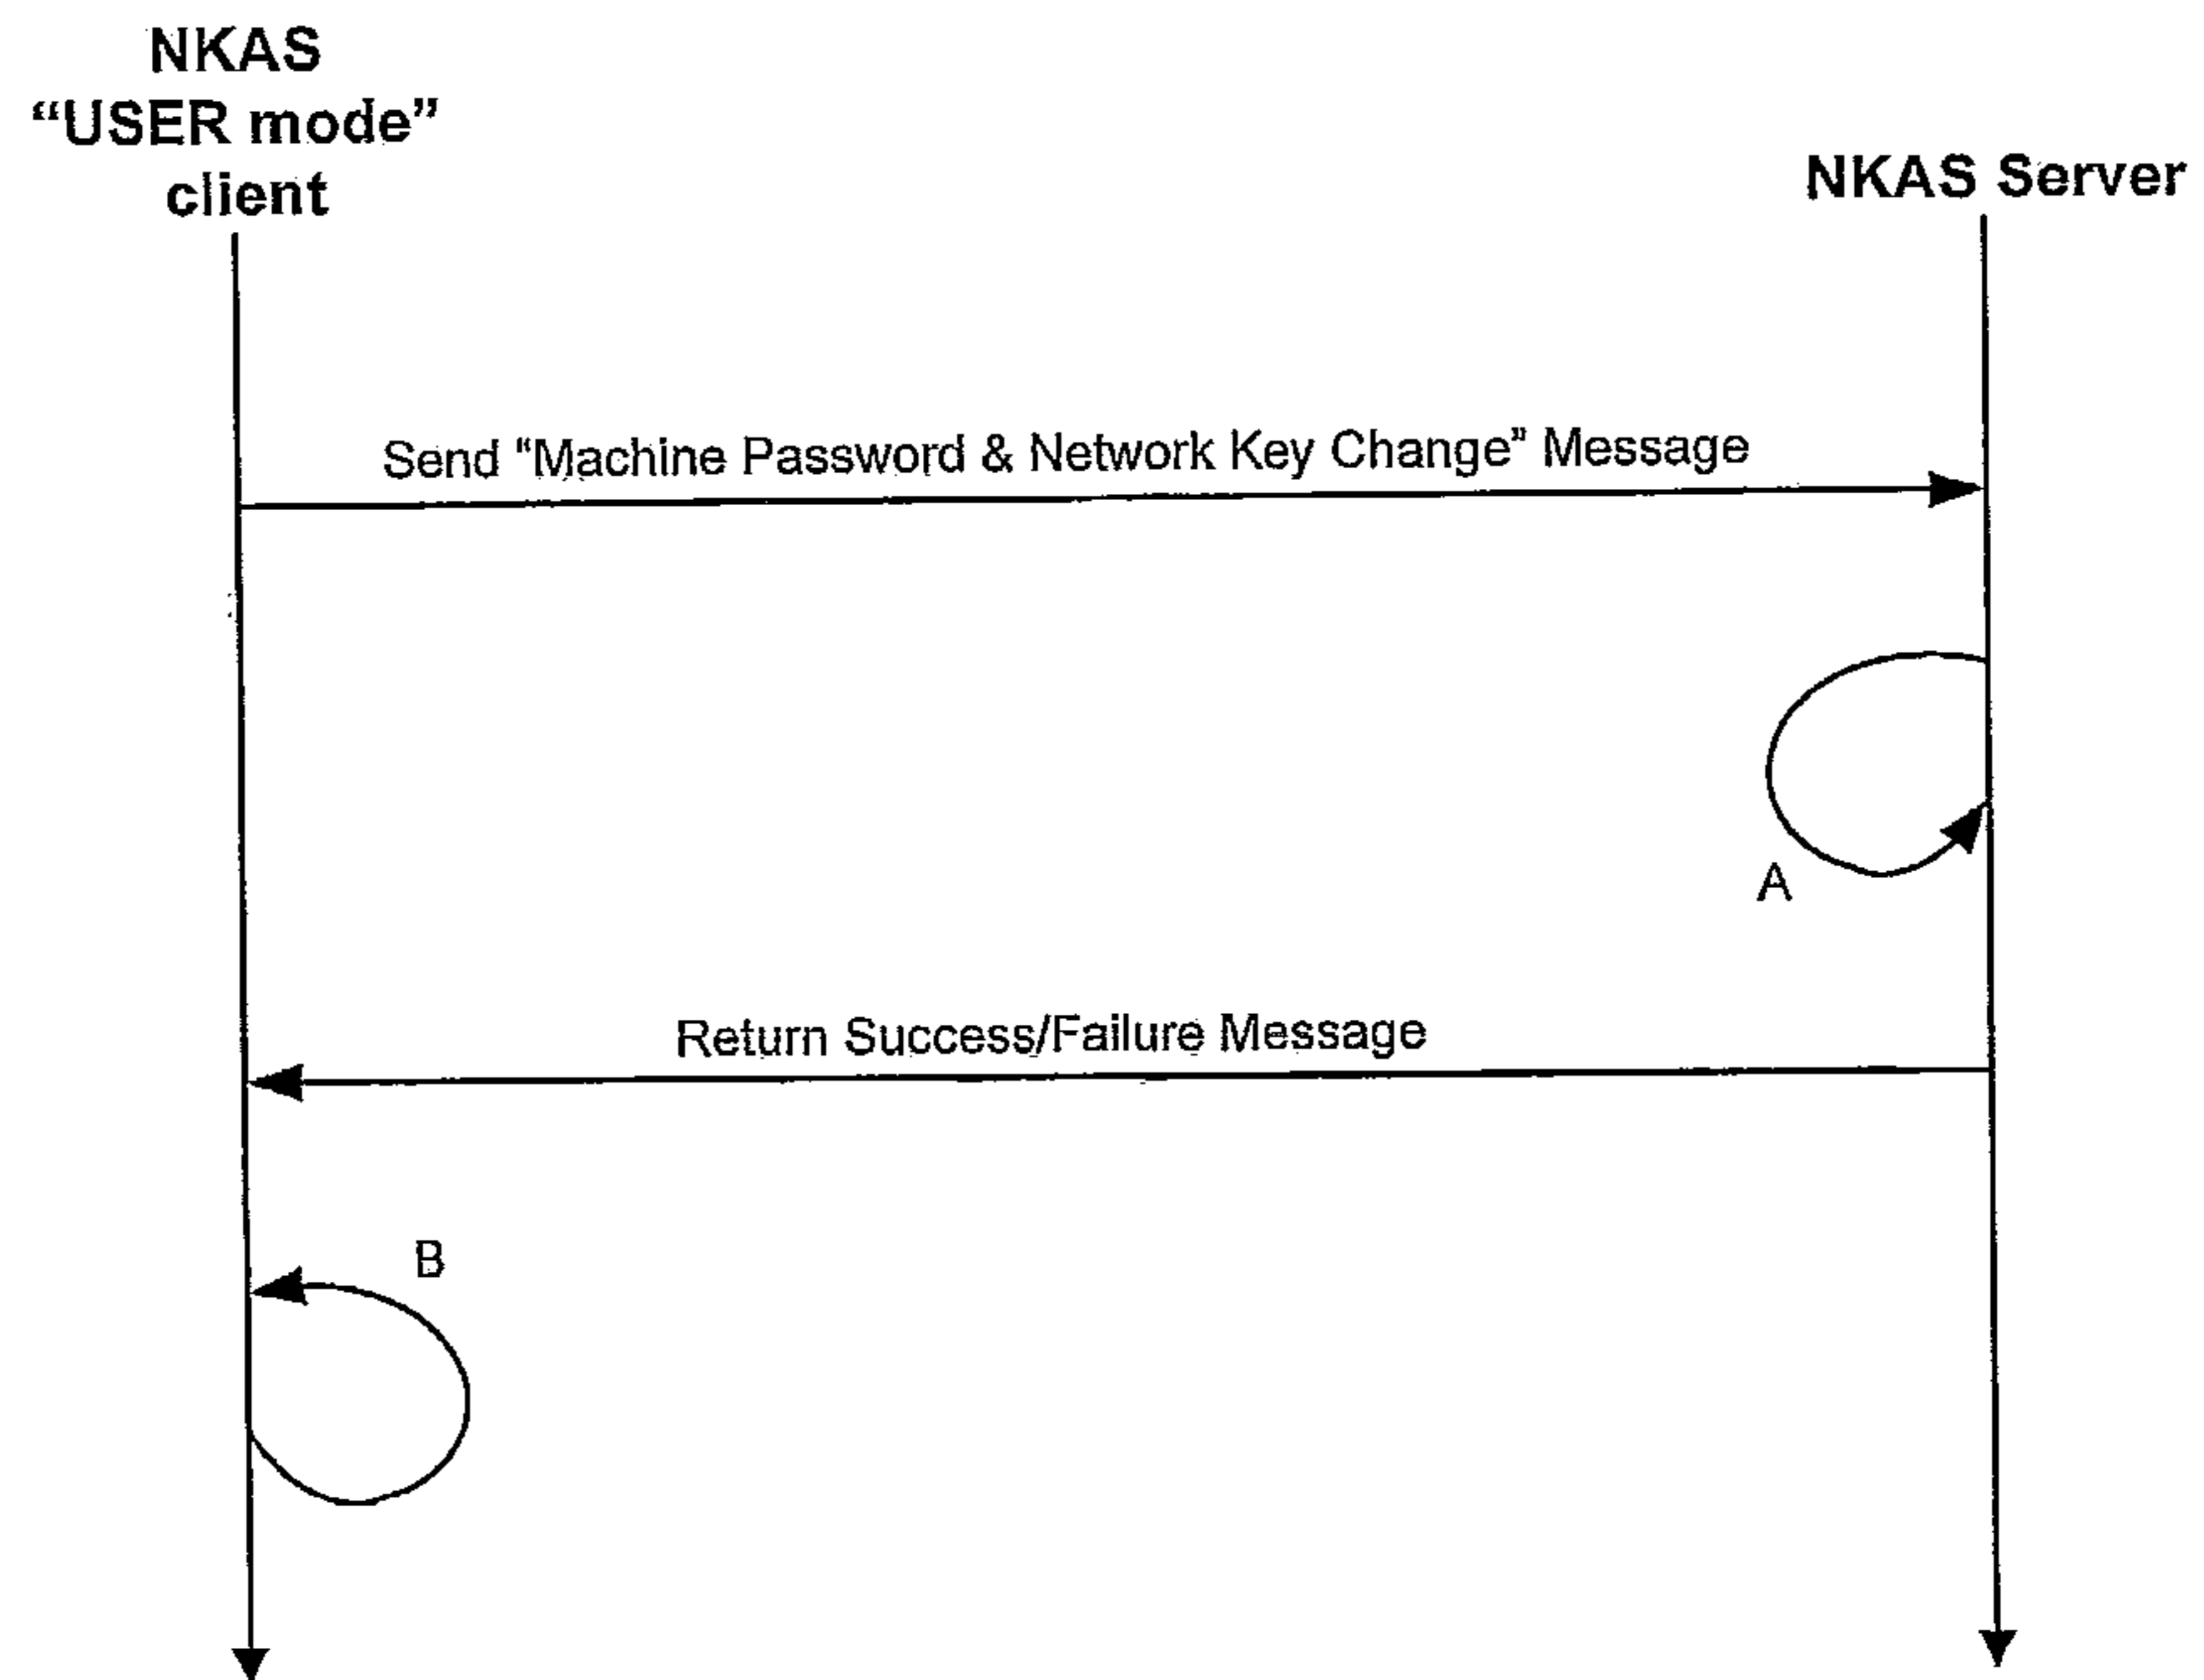 NKAS
“USER mode”
client
NKAS Server
Send “Machine Password & Network Key Change” Message
A
Return Success/Failure Message
B